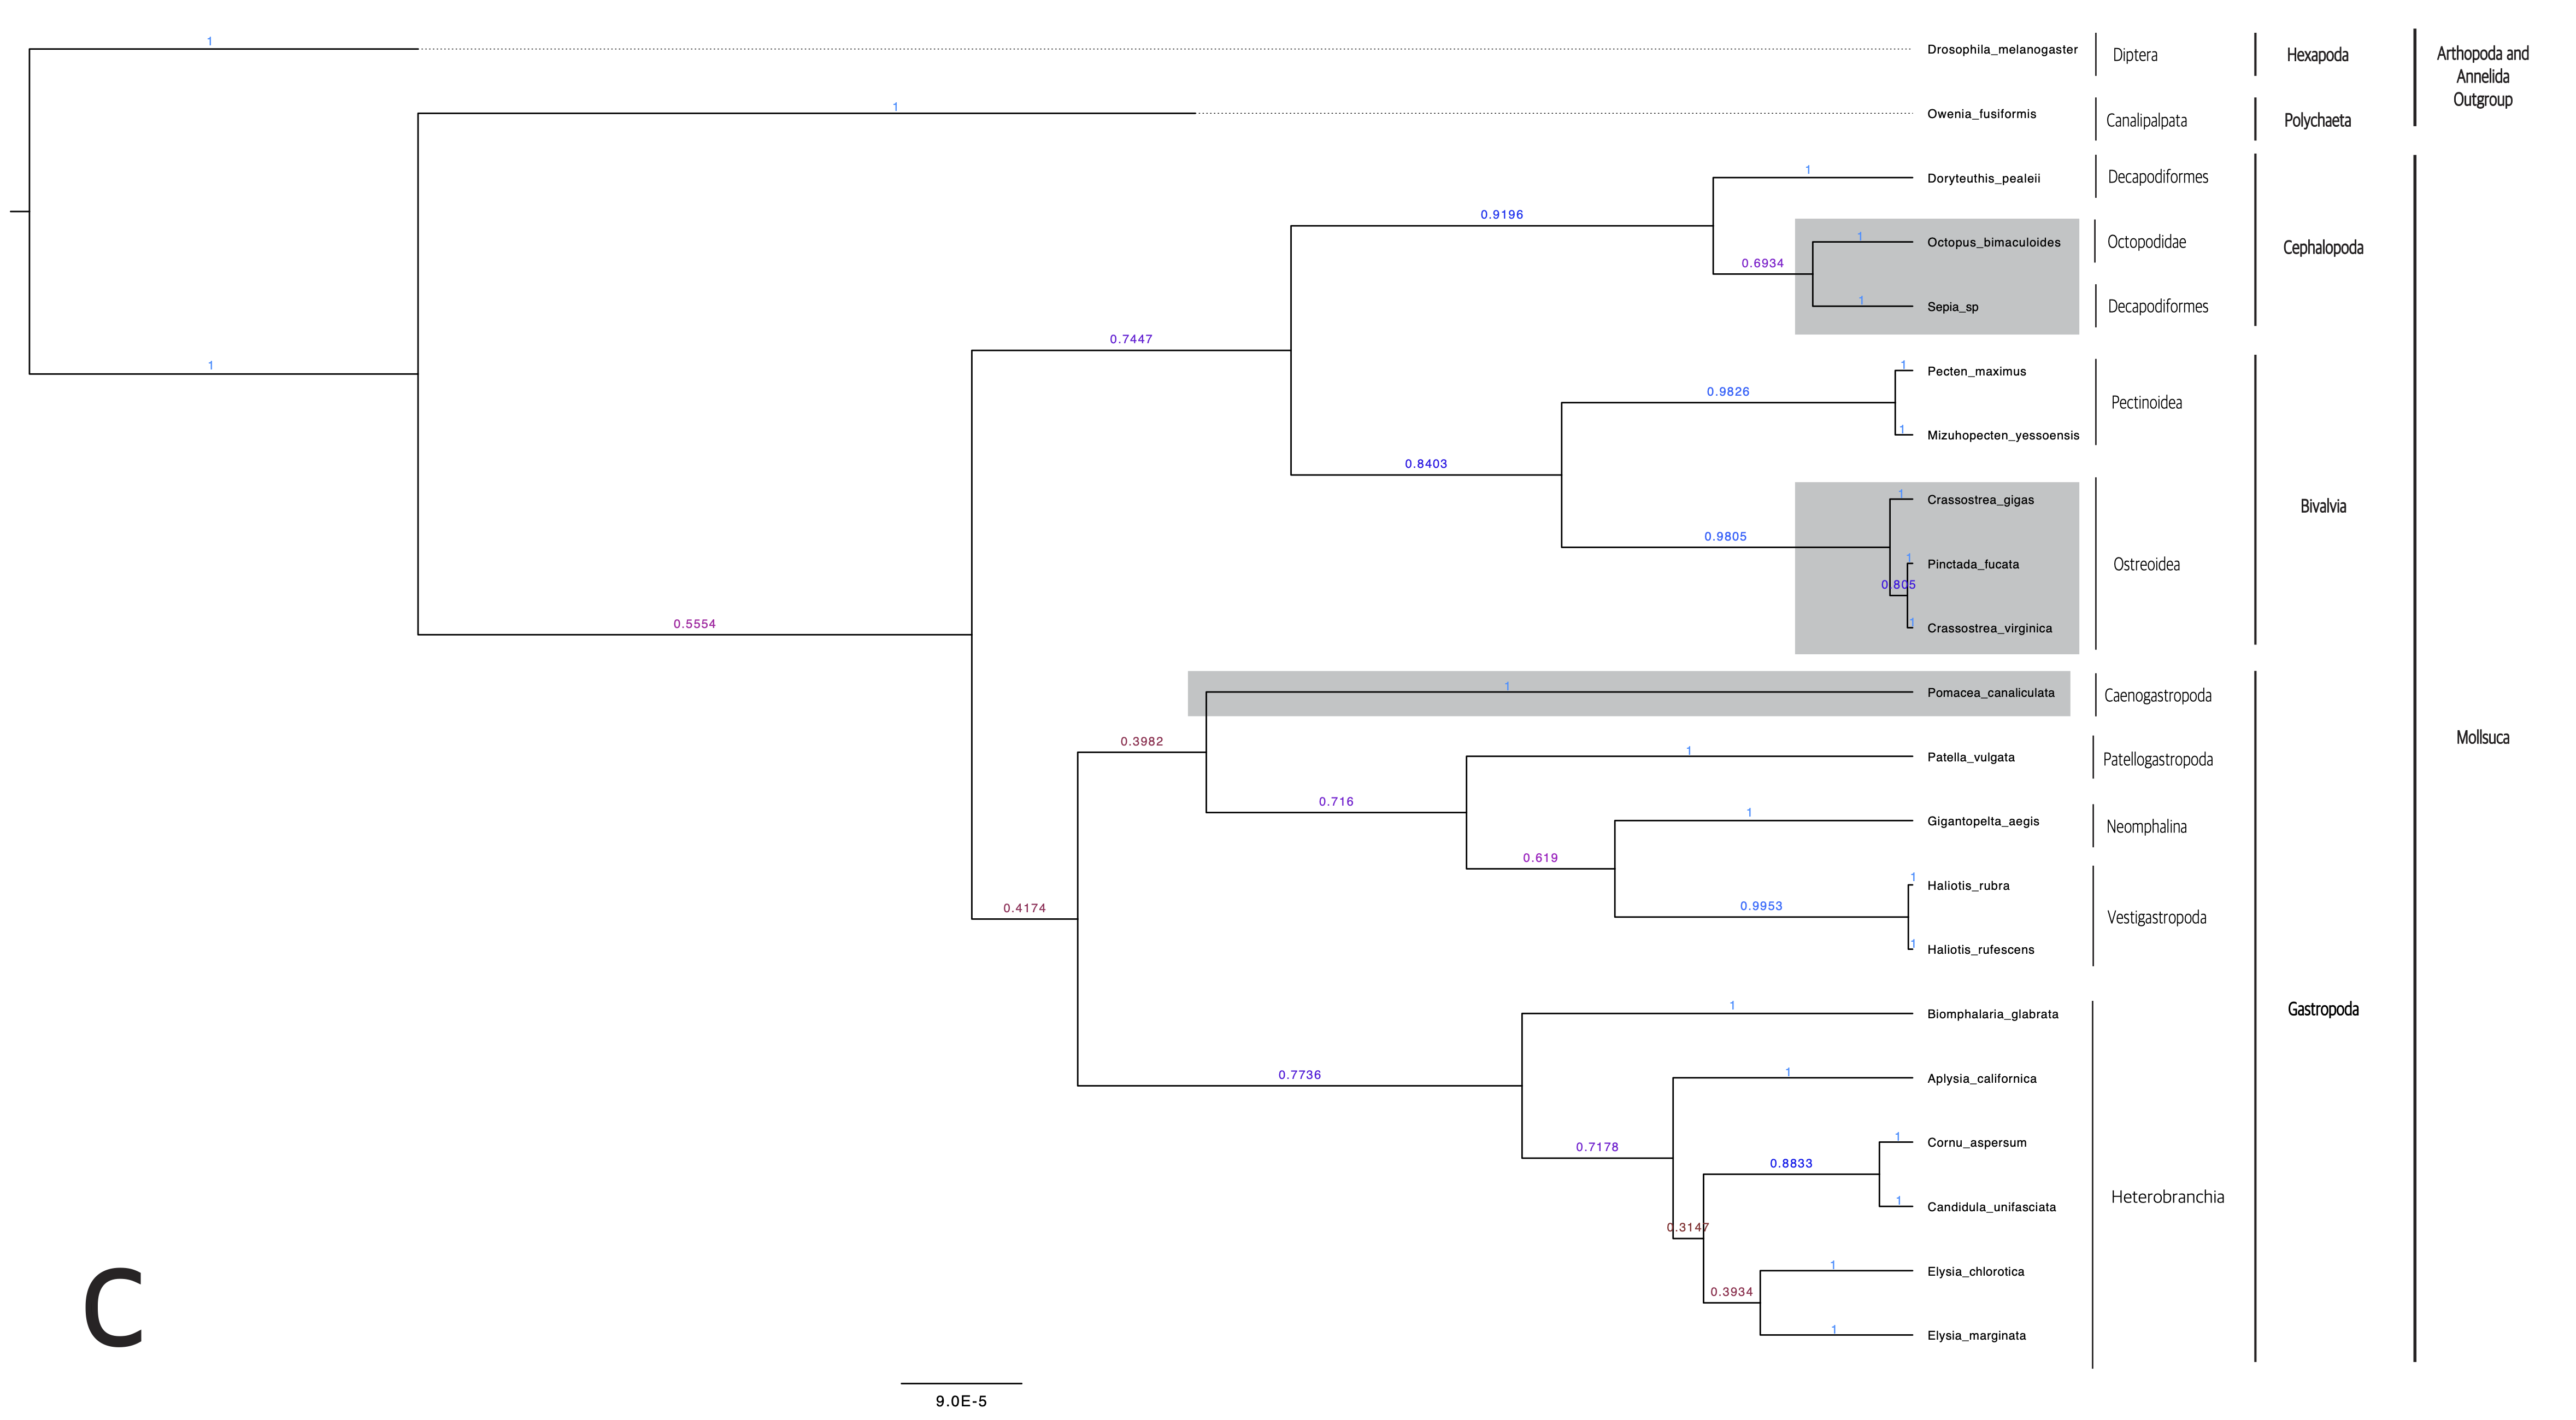 1
Drosophila_melanogaster
Diptera
Hexapoda
Arthopoda and
Annelida
Outgroup
1
Owenia_fusiformis
Canalipalpata
Polychaeta
1
Doryteuthis_pealeii
Decapodiformes
0.9196
1
Octopus_bimaculoides
Octopodidae
Cephalopoda
0.6934
1
Sepia_sp
Decapodiformes
0.7447
1
1
Pecten_maximus
0.9826
Pectinoidea
1
Mizuhopecten_yessoensis
0.8403
1
Crassostrea_gigas
Bivalvia
0.9805
1
Pinctada_fucata
Ostreoidea
0.805
1
Crassostrea_virginica
0.5554
1
Pomacea_canaliculata
Caenogastropoda
0.3982
Mollsuca
1
Patella_vulgata
Patellogastropoda
0.716
1
Gigantopelta_aegis
Neomphalina
0.619
1
Haliotis_rubra
0.9953
0.4174
Vestigastropoda
1
Haliotis_rufescens
1
Biomphalaria_glabrata
Gastropoda
0.7736
1
Aplysia_californica
0.7178
1
Cornu_aspersum
0.8833
1
Candidula_unifasciata
Heterobranchia
0.3147
1
Elysia_chlorotica
0.3934
1
Elysia_marginata
C
9.0E-5